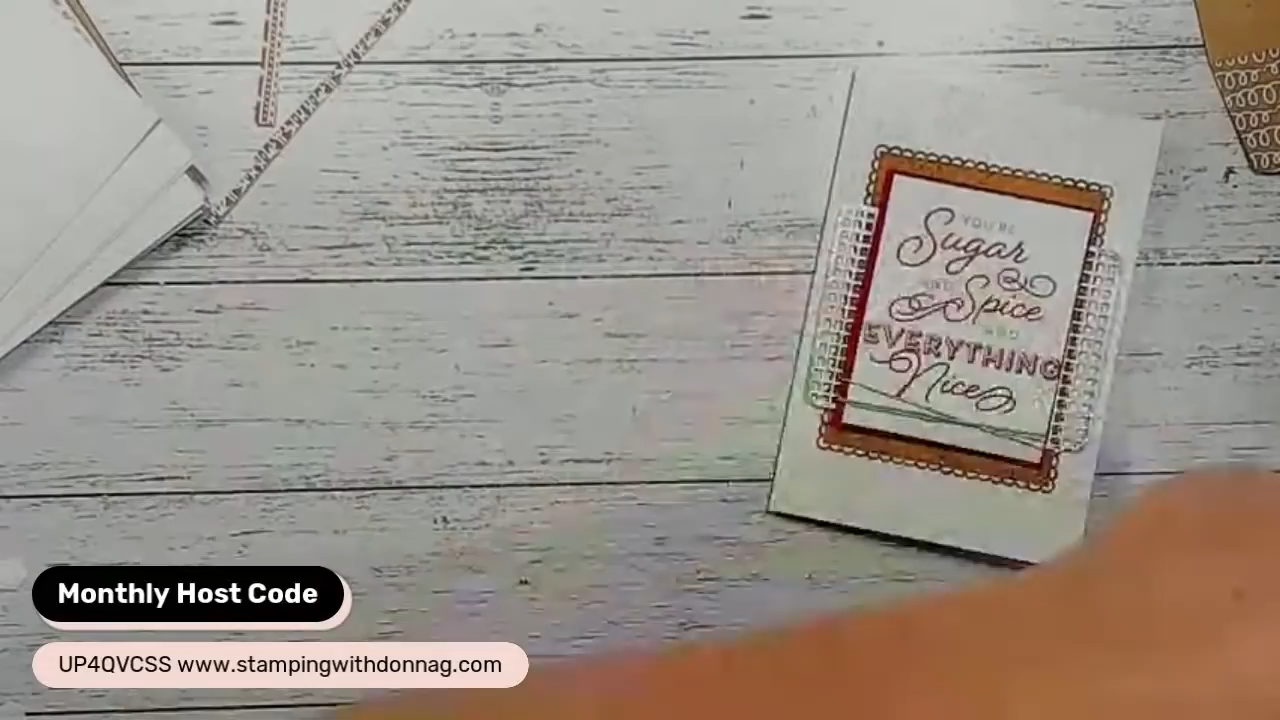 YOU'RE
Sugar
AND
Spice
AND
EVERYTHING
Nice
Monthly Host Code
UP4QVCSS www.stampingwithdonnag.com